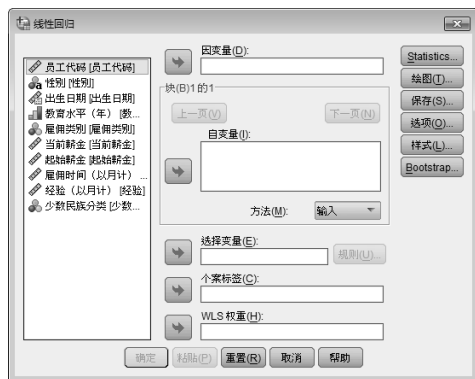 线性回归
员工代码 [员工代码]
性别 [性别]
出生日期 [出生日期]
教育水平（年） [教...
雇佣类别 [雇佣类别]
当前薪金 [当前薪金]
起始薪金 [起始薪金]
雇佣时间（以月计） ...
经验（以月计） [经验]
少数民族分类 [少数...
因变量(D):
块(B)1的1
上一页(V)
下一页(N)
自变量(I):
方法(M):
输入
选择变量(E):
规则(U)...
个案标签(C):
WLS 权重(H):
Statistics...
绘图(T)...
保存(S)...
选项(O)...
样式(L)...
Bootstrap...
确定
粘贴(P)
重置(R)
取消
帮助